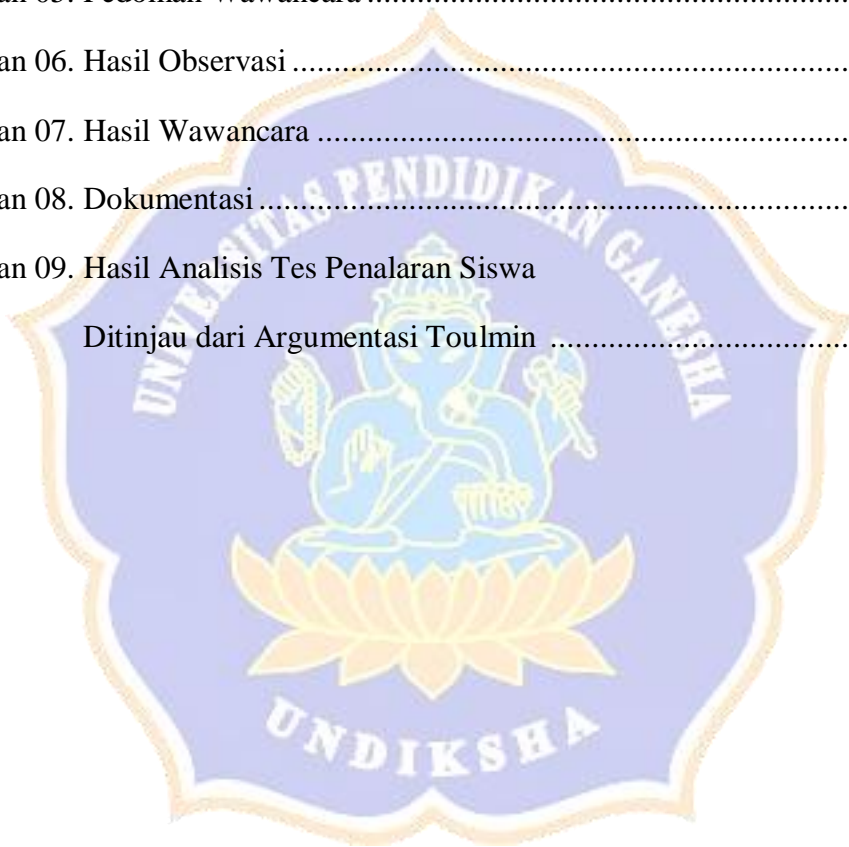 an 05. Pedoman Wawancara ................................................................
an 06. Hasil Observasi ........................................................................
an 07. Hasil Wawancara .....................................................................
an 08. Dokumentasi ............................................................................
an 09. Hasil Analisis Tes Penalaran Siswa
Ditinjau dari Argumentasi Toulmin .......................................
UNIVERSITAS PENDIDIKAN GANESHA
UNDIKSHA